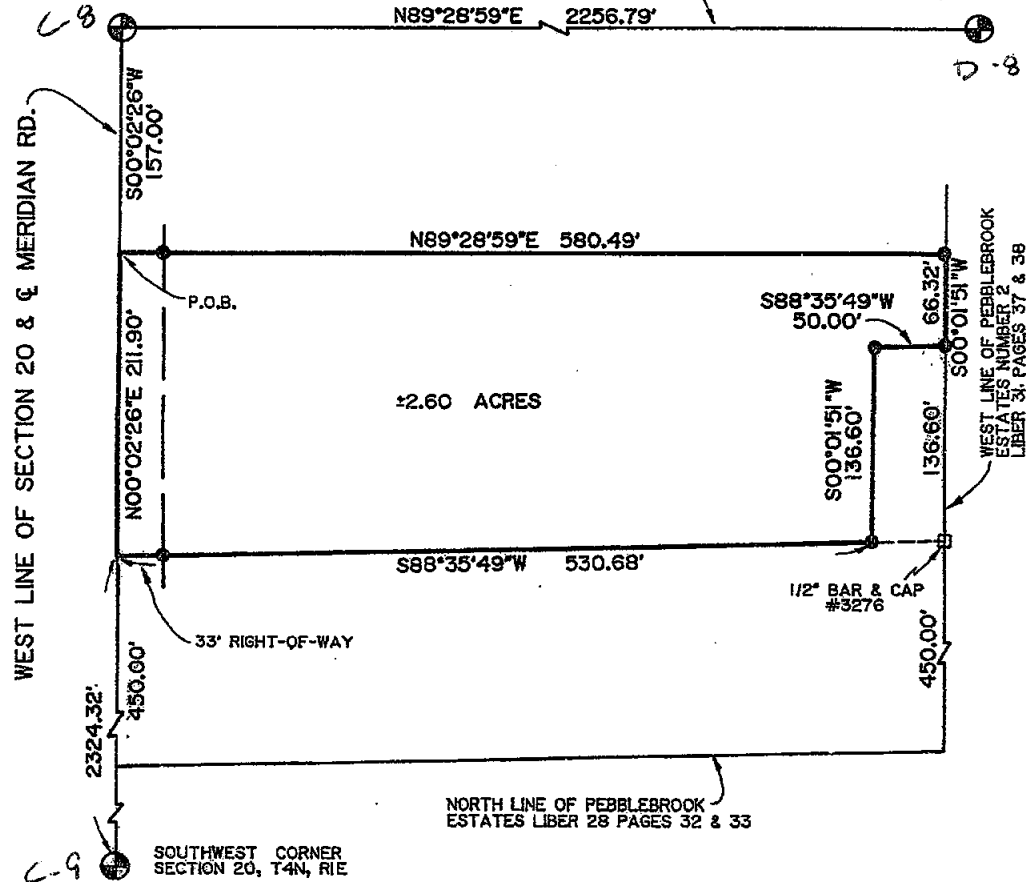 C-8
N89°28'59"E 2256.79'
D-8
S00°02'26"W
157.00'
WEST LINE OF SECTION 20 & ℄ MERIDIAN RD.
N89°28'59"E 580.49'
P.O.B.
S88°35'49"W
50.00'
66.32'
S00°01'51"W
WEST LINE OF PEBBLEBROOK
ESTATES NUMBER 2
LIBER 31, PAGES 37 & 38
N00°02'26"E 211.90'
±2.60 ACRES
S00°01'51"W
136.60'
136.60'
S88°35'49"W 530.68'
1/2" BAR & CAP
#3276
33' RIGHT-OF-WAY
450.00'
450.00'
2324.32'
NORTH LINE OF PEBBLEBROOK
ESTATES LIBER 28 PAGES 32 & 33
C-9
SOUTHWEST CORNER
SECTION 20, T4N, R1E